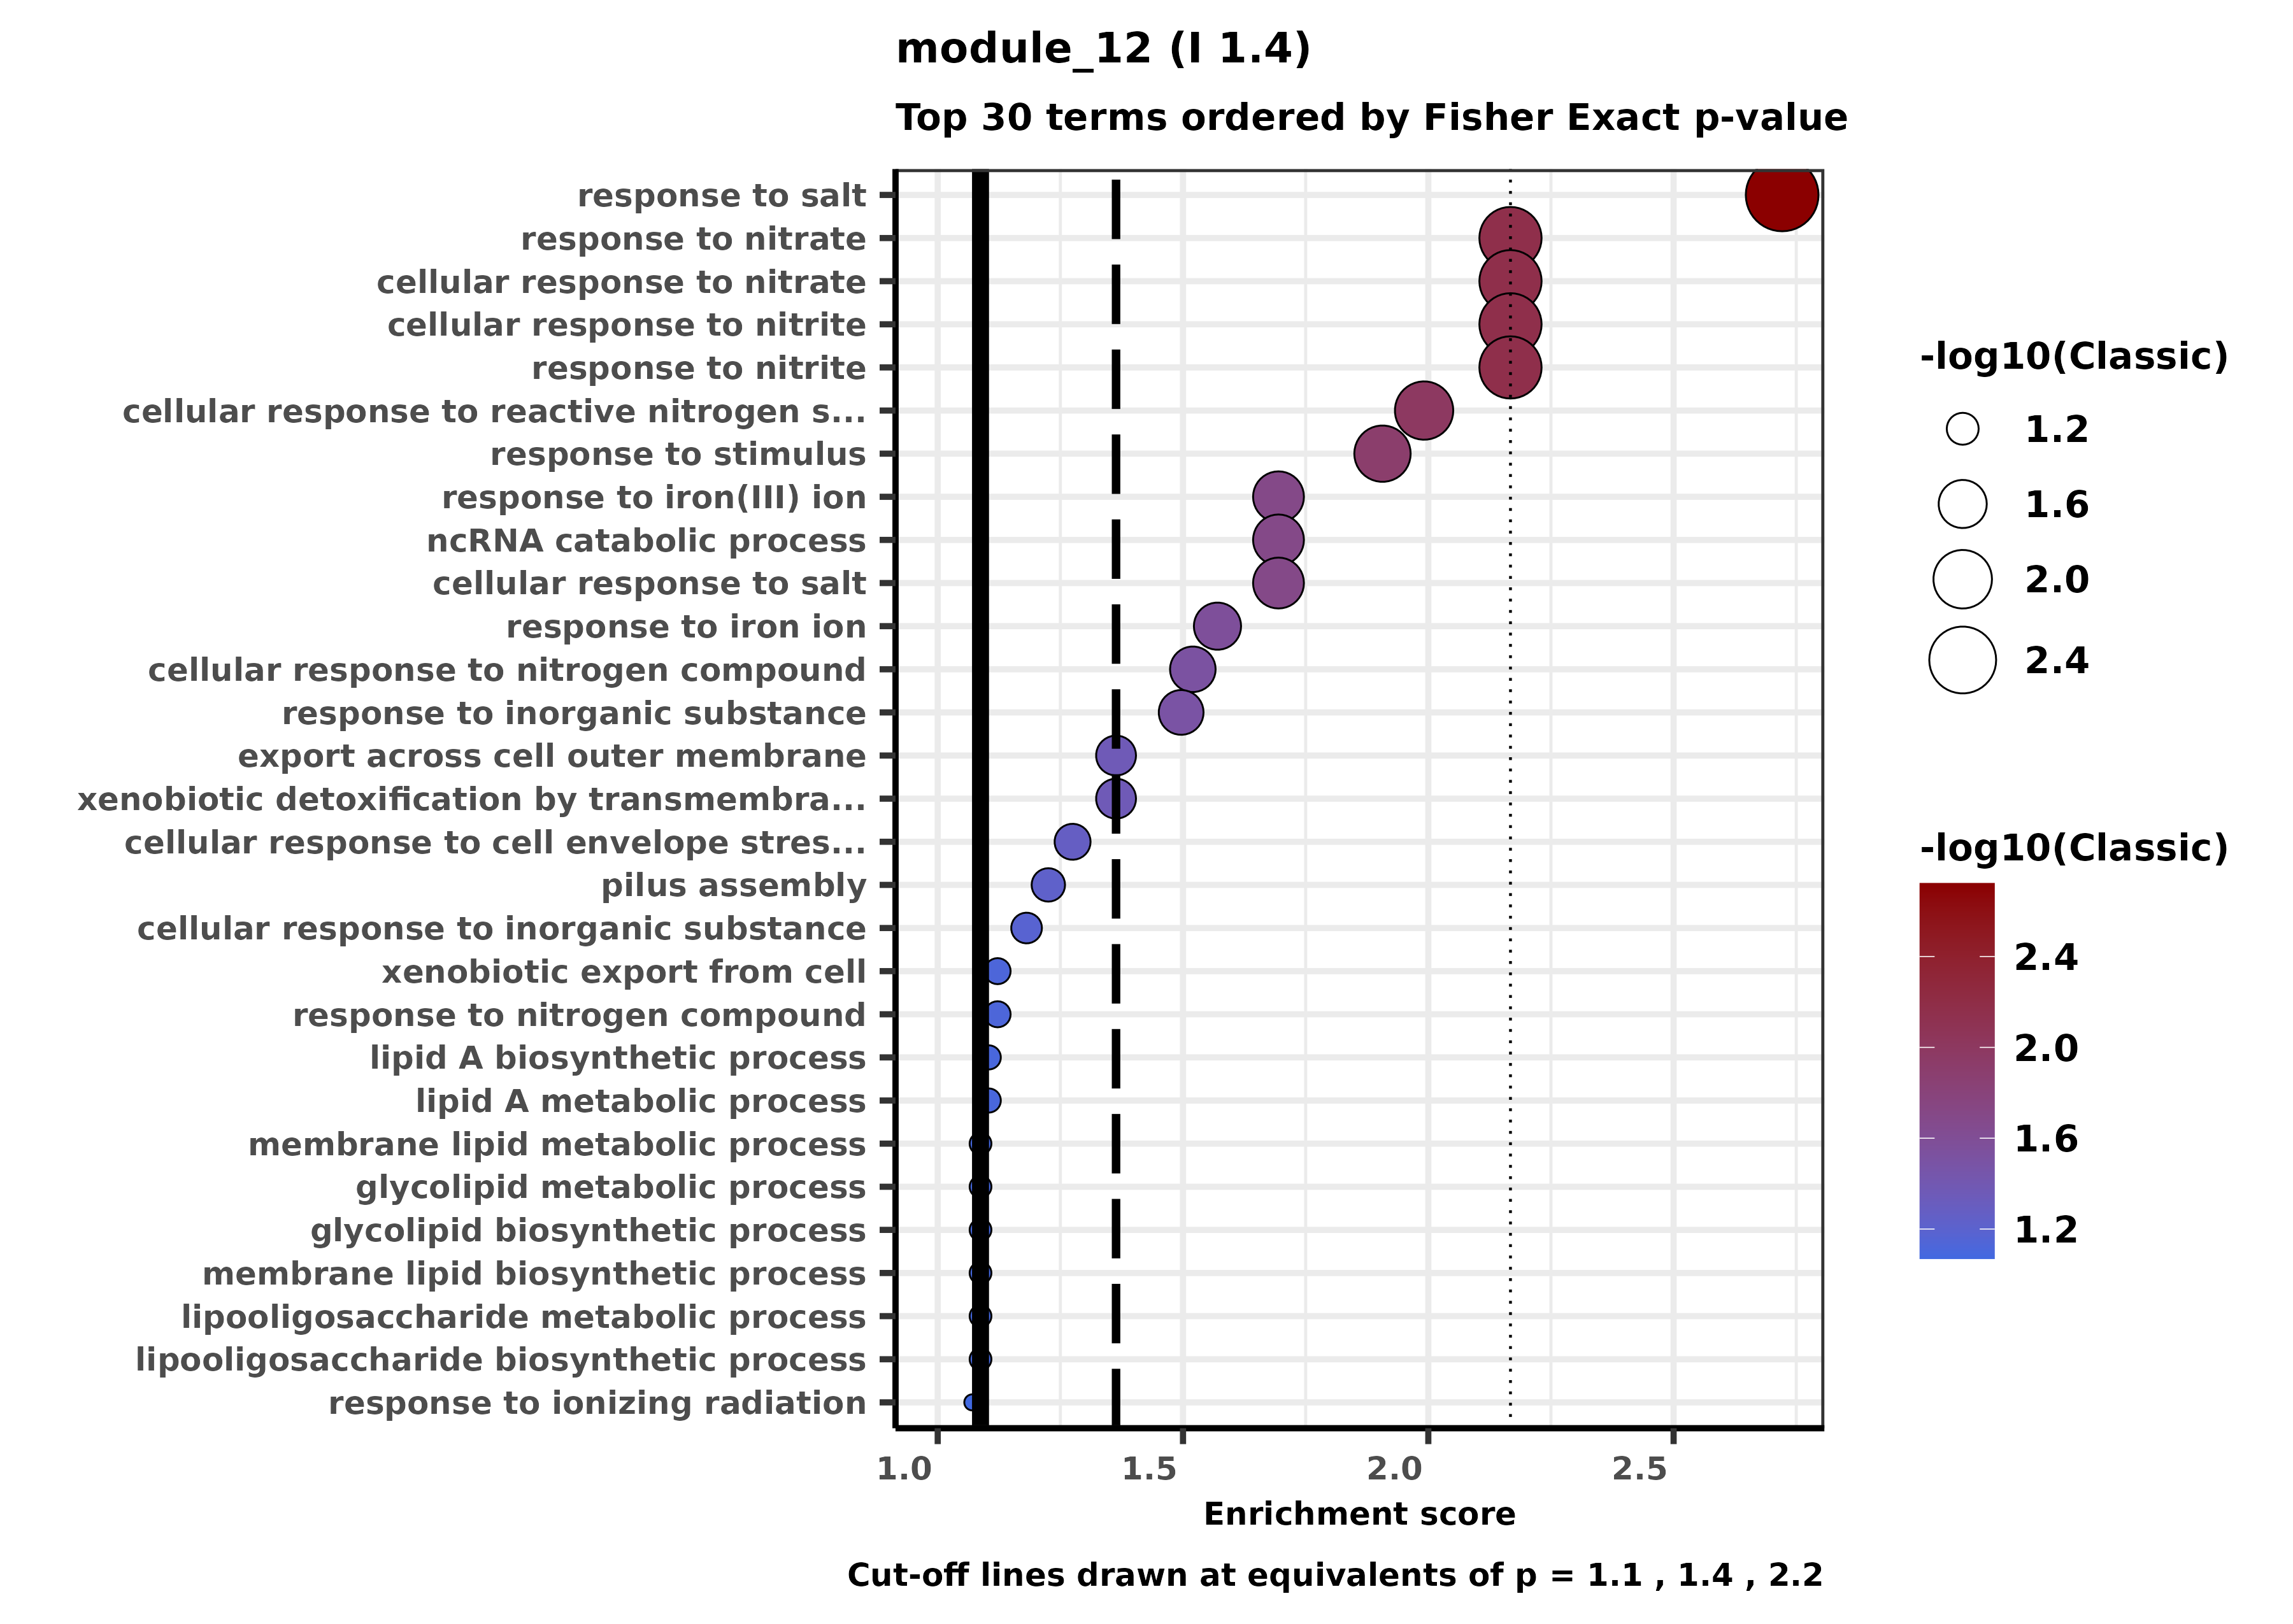 module_12 (I 1.4)
Top 30 terms ordered by Fisher Exact p-value
response to salt
response to nitrate
cellular response to nitrate
cellular response to nitrite
response to nitrite
cellular response to reactive nitrogen s...
response to stimulus
response to iron(III) ion
ncRNA catabolic process
cellular response to salt
response to iron ion
cellular response to nitrogen compound
response to inorganic substance
export across cell outer membrane
xenobiotic detoxification by transmembra...
cellular response to cell envelope stres...
pilus assembly
cellular response to inorganic substance
xenobiotic export from cell
response to nitrogen compound
lipid A biosynthetic process
lipid A metabolic process
membrane lipid metabolic process
glycolipid metabolic process
glycolipid biosynthetic process
membrane lipid biosynthetic process
lipooligosaccharide metabolic process
lipooligosaccharide biosynthetic process
response to ionizing radiation
1.0 1.5 2.0 2.5
Enrichment score
Cut-off lines drawn at equivalents of p = 1.1 , 1.4 , 2.2
-log10(Classic)
1.2
1.6
2.0
2.4
-log10(Classic)
2.4
2.0
1.6
1.2